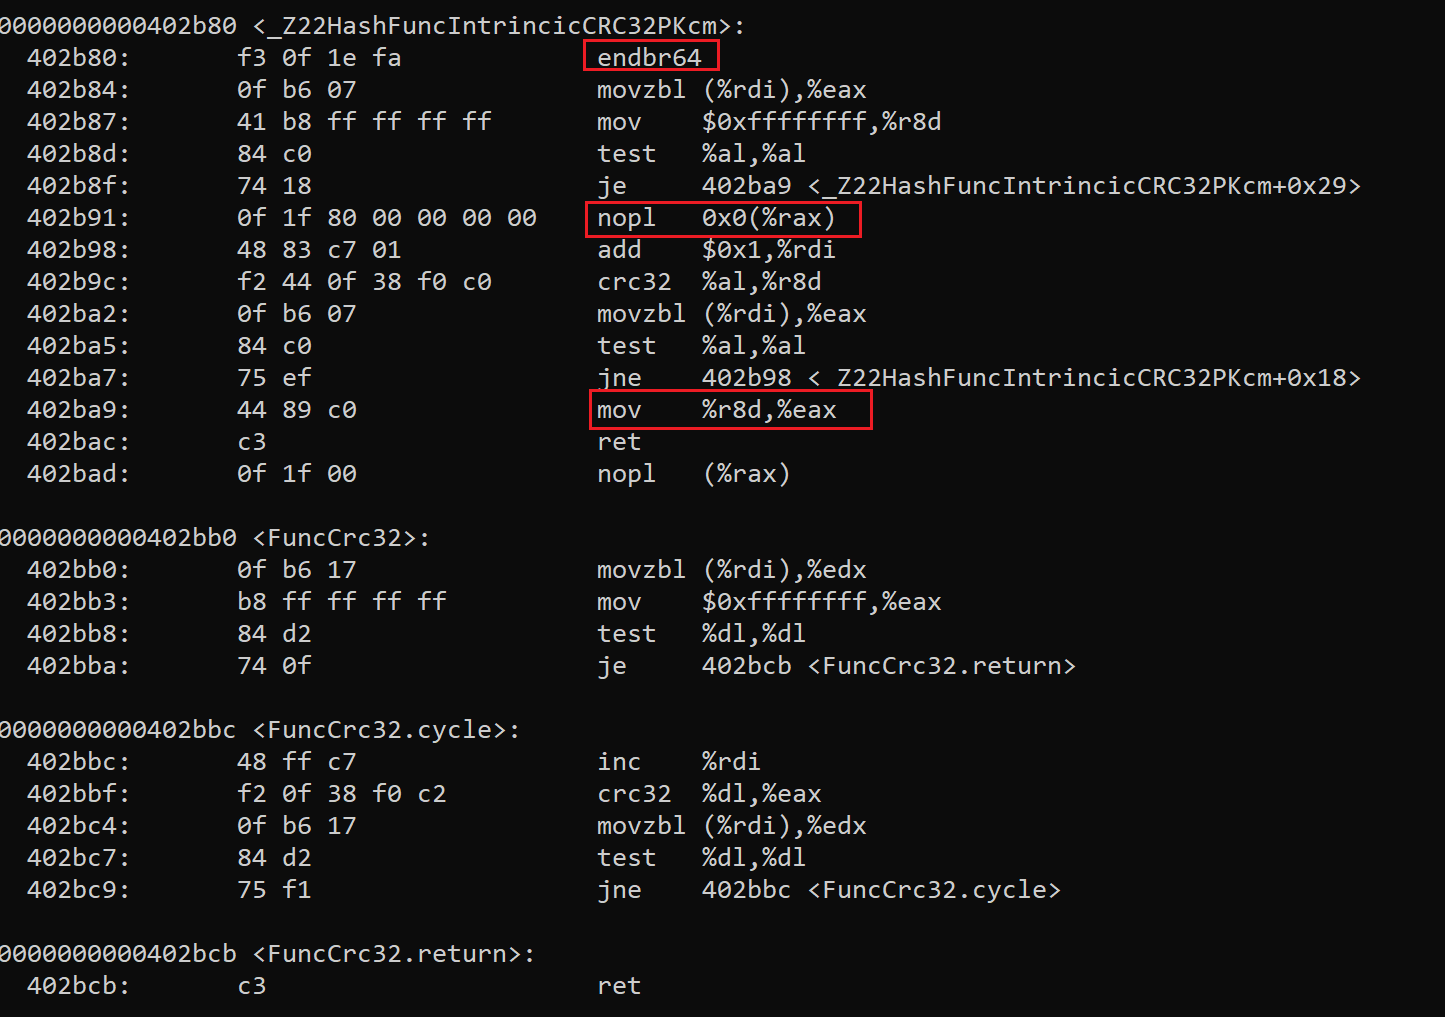 0000000000402b80 <_Z22HashFuncIntrincicCRC32PKcm>:
402b80: f3 0f 1e fa endbr64
402b84: 0f b6 07 movzbl (%rdi),%eax
402b87: 41 b8 ff ff ff ff mov $0xffffffff,%r8d
402b8d: 84 c0 test %al,%al
402b8f: 74 18 je 402ba9 <_Z22HashFuncIntrincicCRC32PKcm+0x29>
402b91: 0f 1f 80 00 00 00 00 nopl 0x0(%rax)
402b98: 48 83 c7 01 add $0x1,%rdi
402b9c: f2 44 0f 38 f0 c0 crc32 %al,%r8d
402ba2: 0f b6 07 movzbl (%rdi),%eax
402ba5: 84 c0 test %al,%al
402ba7: 75 ef jne 402b98 <_Z22HashFuncIntrincicCRC32PKcm+0x18>
402ba9: 44 89 c0 mov %r8d,%eax
402bac: c3 ret
402bad: 0f 1f 00 nopl (%rax)
0000000000402bb0 <FuncCrc32>:
402bb0: 0f b6 17 movzbl (%rdi),%edx
402bb3: b8 ff ff ff ff mov $0xffffffff,%eax
402bb8: 84 d2 test %dl,%dl
402bba: 74 0f je 402bcb <FuncCrc32.return>
0000000000402bbc <FuncCrc32.cycle>:
402bbc: 48 ff c7 inc %rdi
402bbf: f2 0f 38 f0 c2 crc32 %dl,%eax
402bc4: 0f b6 17 movzbl (%rdi),%edx
402bc7: 84 d2 test %dl,%dl
402bc9: 75 f1 jne 402bbc <FuncCrc32.cycle>
0000000000402bcb <FuncCrc32.return>:
402bcb: c3 ret